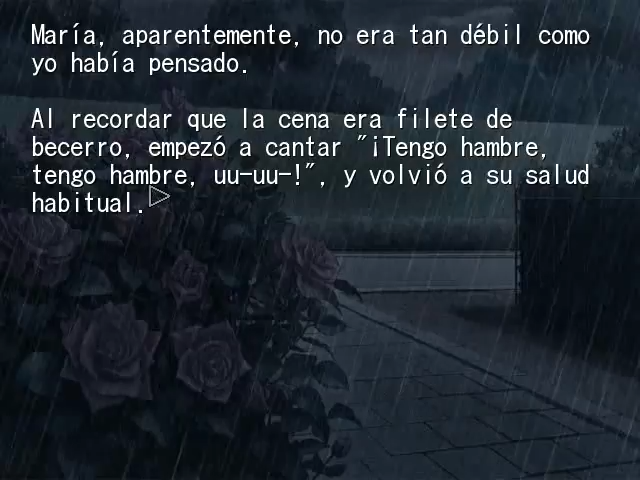 María, aparentemente, no era tan débil como
yo había pensado.
Al recordar que la cena era filete de
becerro, empezó a cantar "¡Tengo hambre,
tengo hambre, uu-uu-!", y volvió a su salud
habitual.